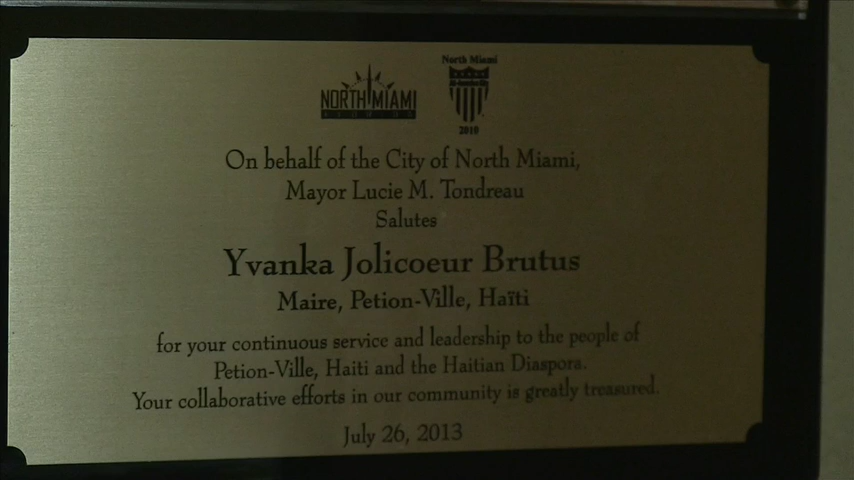 NORTH MIAMI
FLORIDA
North Miami
2010
On behalf of the City of North Miami,
Mayor Lucie M. Tondreau
Salutes
Yvanka Jolicoeur Brutus
Maire, Petion-Ville, Haïti
for your continuous service and leadership to the people of
Petion-Ville, Haiti and the Haitian Diaspora.
Your collaborative efforts in our community is greatly treasured.
July 26, 2013